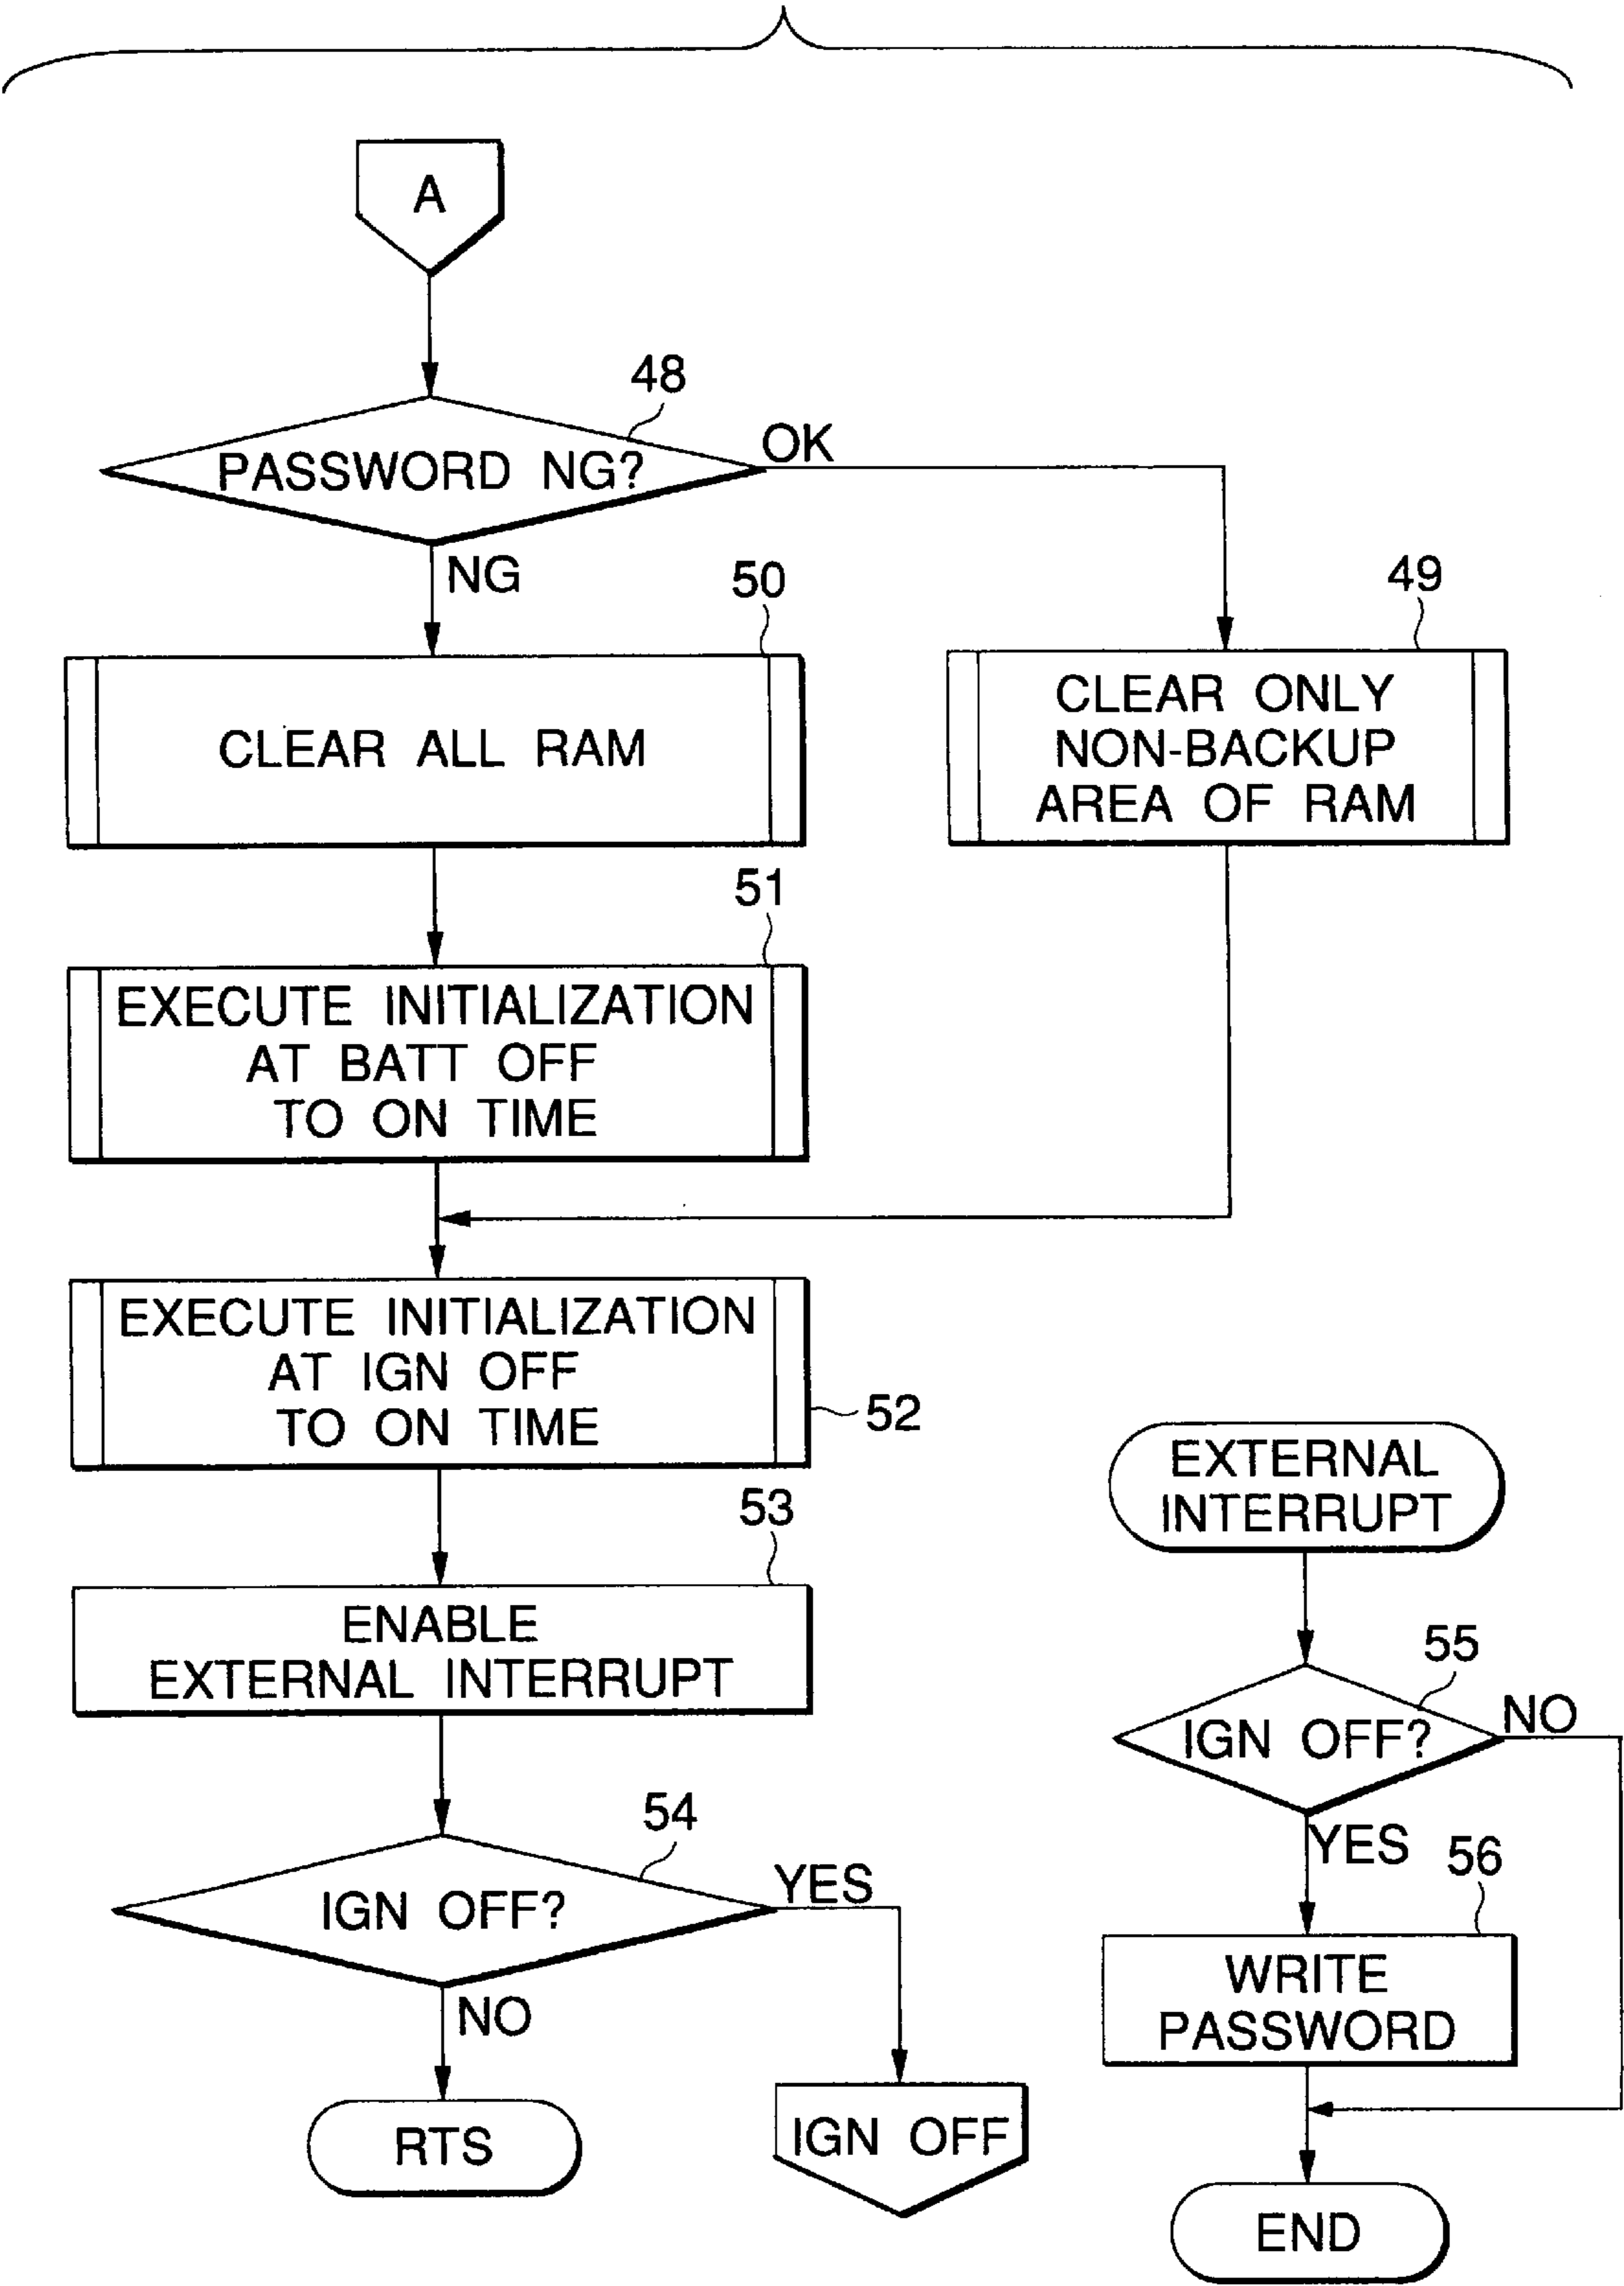 A
48
PASSWORD NG?
OK
NG
50
CLEAR ALL RAM
49
CLEAR ONLY
NON-BACKUP
AREA OF RAM
51
EXECUTE INITIALIZATION
AT BATT OFF
TO ON TIME
EXECUTE INITIALIZATION
AT IGN OFF
TO ON TIME
52
53
ENABLE
EXTERNAL INTERRUPT
54
IGN OFF?
YES
NO
RTS
IGN OFF
EXTERNAL
INTERRUPT
55
IGN OFF?
NO
YES
56
WRITE
PASSWORD
END